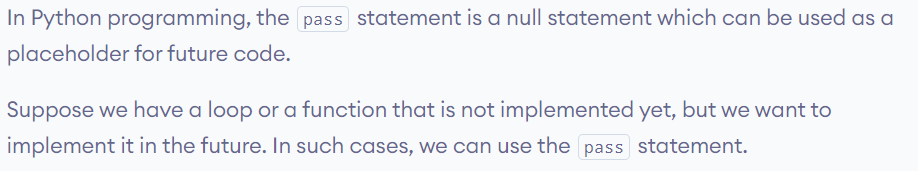 In Python programming, the pass statement is a null statement which can be used as a
placeholder for future code.
Suppose we have a loop or a function that is not implemented yet, but we want to
implement it in the future. In such cases, we can use the pass statement.